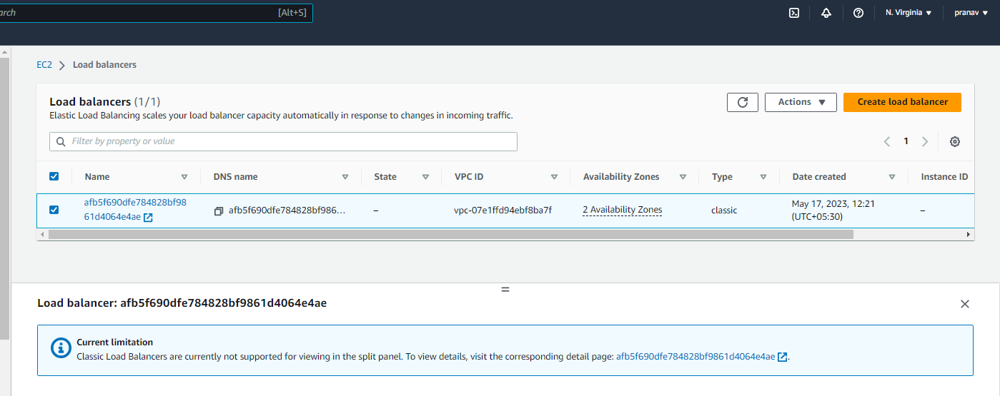 [Alt+S]
N. Virginia
pranav
EC2 Load balancers
Load balancers (1/1)
Elastic Load Balancing scales your load balancer capacity automatically in response to changes in incoming traffic.
Actions
Create load balancer
Filter by property or value
1
Name DNS name State VPC ID Availability Zones Type Date created Instance ID
afb5f690dfe784828bf98
61d4064e4ae
afb5f690dfe784828bf986...
–
vpc-07e1ffd94ebf8ba7f
2 Availability Zones
classic
May 17, 2023, 12:21
(UTC+05:30)
–
Load balancer: afb5f690dfe784828bf9861d4064e4ae
Current limitation
Classic Load Balancers are currently not supported for viewing in the split panel. To view details, visit the corresponding detail page: afb5f690dfe784828bf9861d4064e4ae.